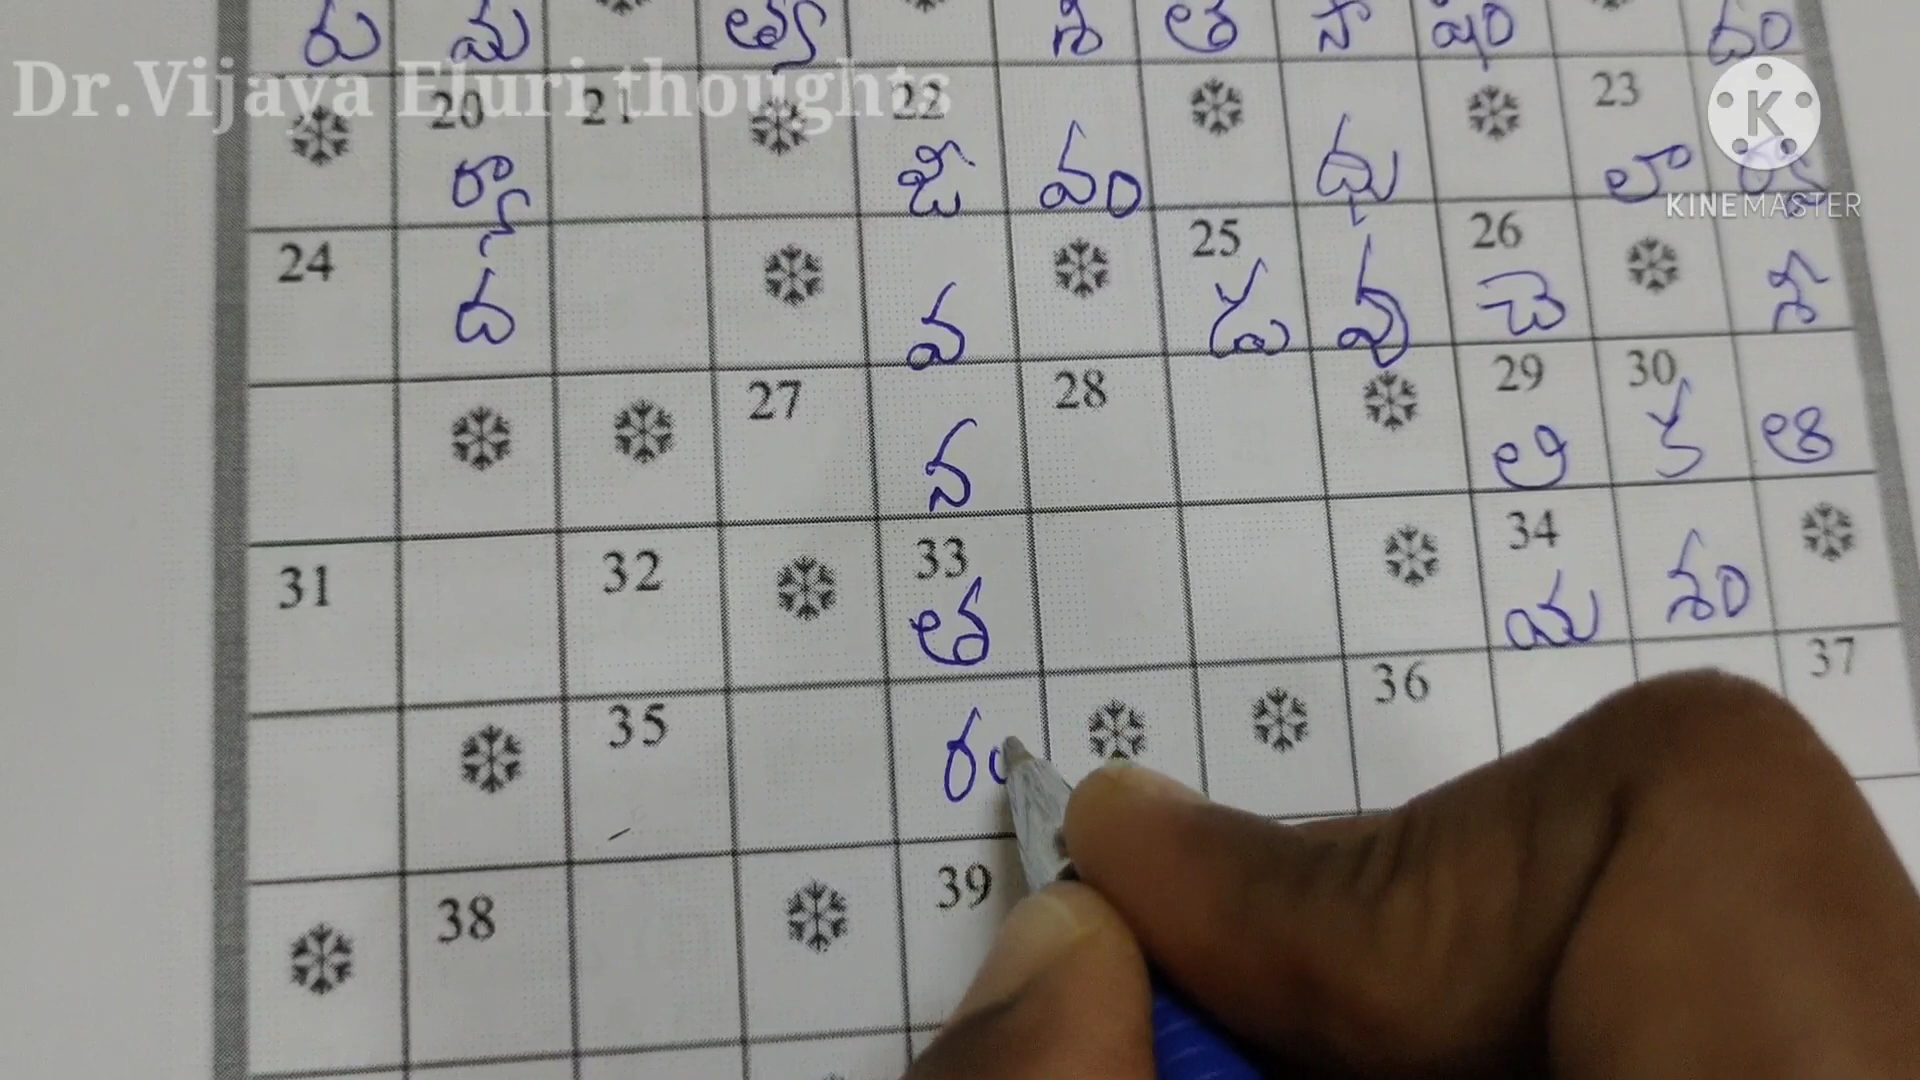 రు మ త్యా శి త సా షం దం
Dr.Vijaya Eluri thoughts
K
KINEMASTER
20 21 22 23
జీ వం ధు లా
24 25 26
ద వ డు వు చె శ
27 28 29 30
న లి కే ఆ
31 32 33 34
త య శం
35 36 37
రం
38 39